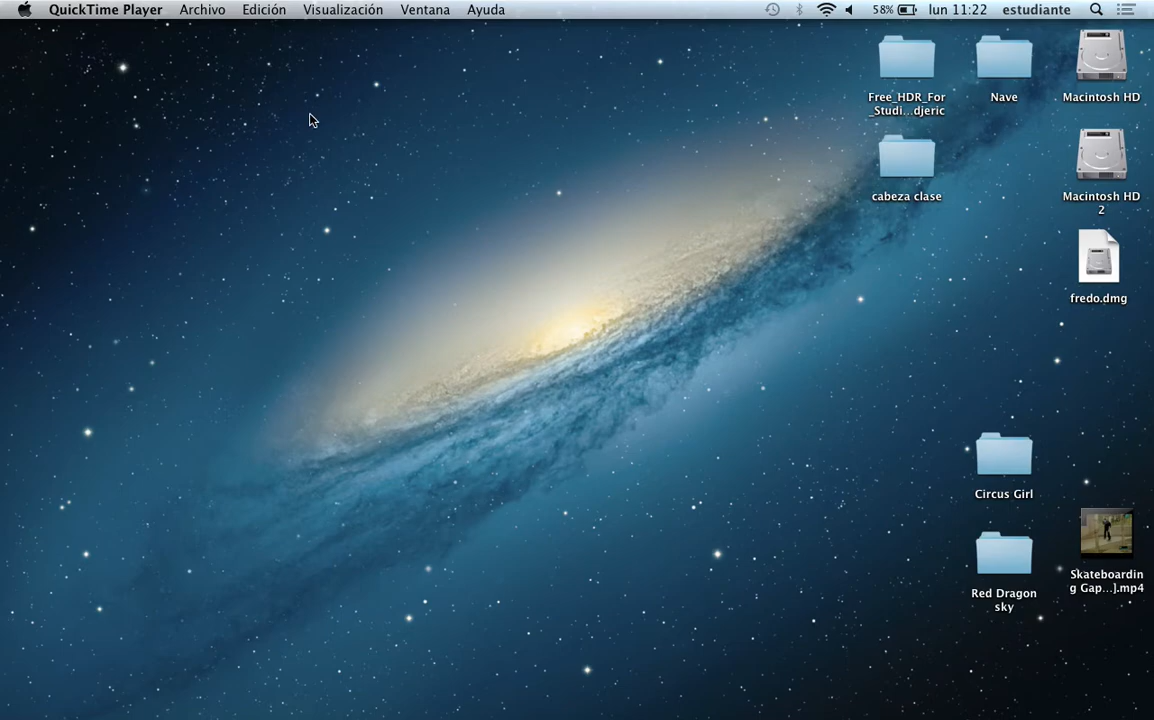 QuickTime Player Archivo Edición Visualización Ventana Ayuda 58% lun 11:22 estudiante
Free_HDR_For
_Studi...djeric
Nave
Macintosh HD
cabeza clase
Macintosh HD
2
fredo.dmg
Circus Girl
Red Dragon
sky
Skateboardin
g Gap...].mp4